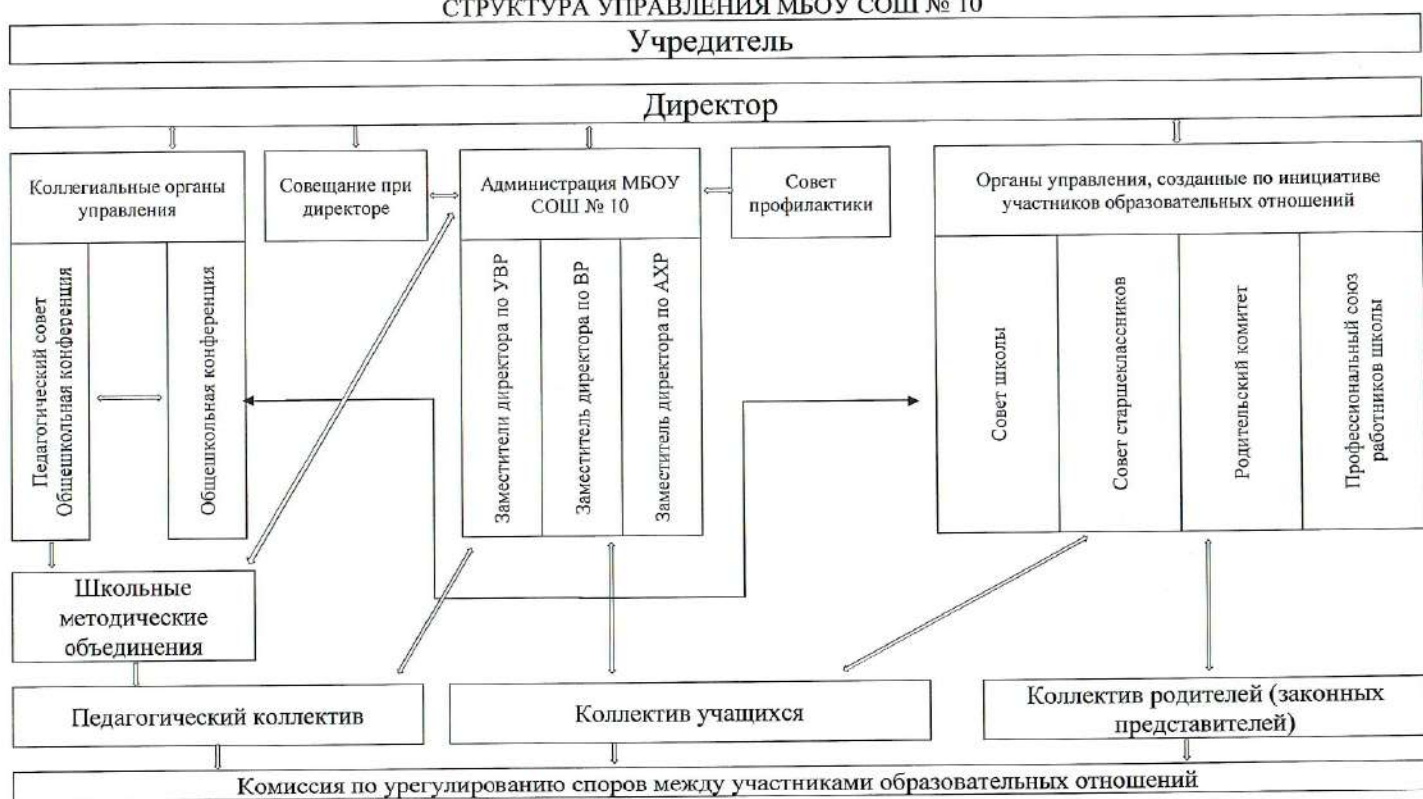 СТРУКТУРА УПРАВЛЕНИЯ МБОУ СОШ № 10
Учредитель
Директор
Коллегиальные органы
управления
Совещание при
директоре
Администрация МБОУ
СОШ № 10
Совет
профилактики
Органы управления, созданные по инициативе
участников образовательных отношений
Педагогический совет
Общешкольная конференция
Общешкольная конференция
Заместители директора по УВР
Заместитель директора по ВР
Заместитель директора по АХР
Совет школы
Совет старшеклассников
Родительский комитет
Профессиональный союз
работников школы
Школьные
методические
объединения
Педагогический коллектив
Коллектив учащихся
Коллектив родителей (законных
представителей)
Комиссия по урегулированию споров между участниками образовательных отношений